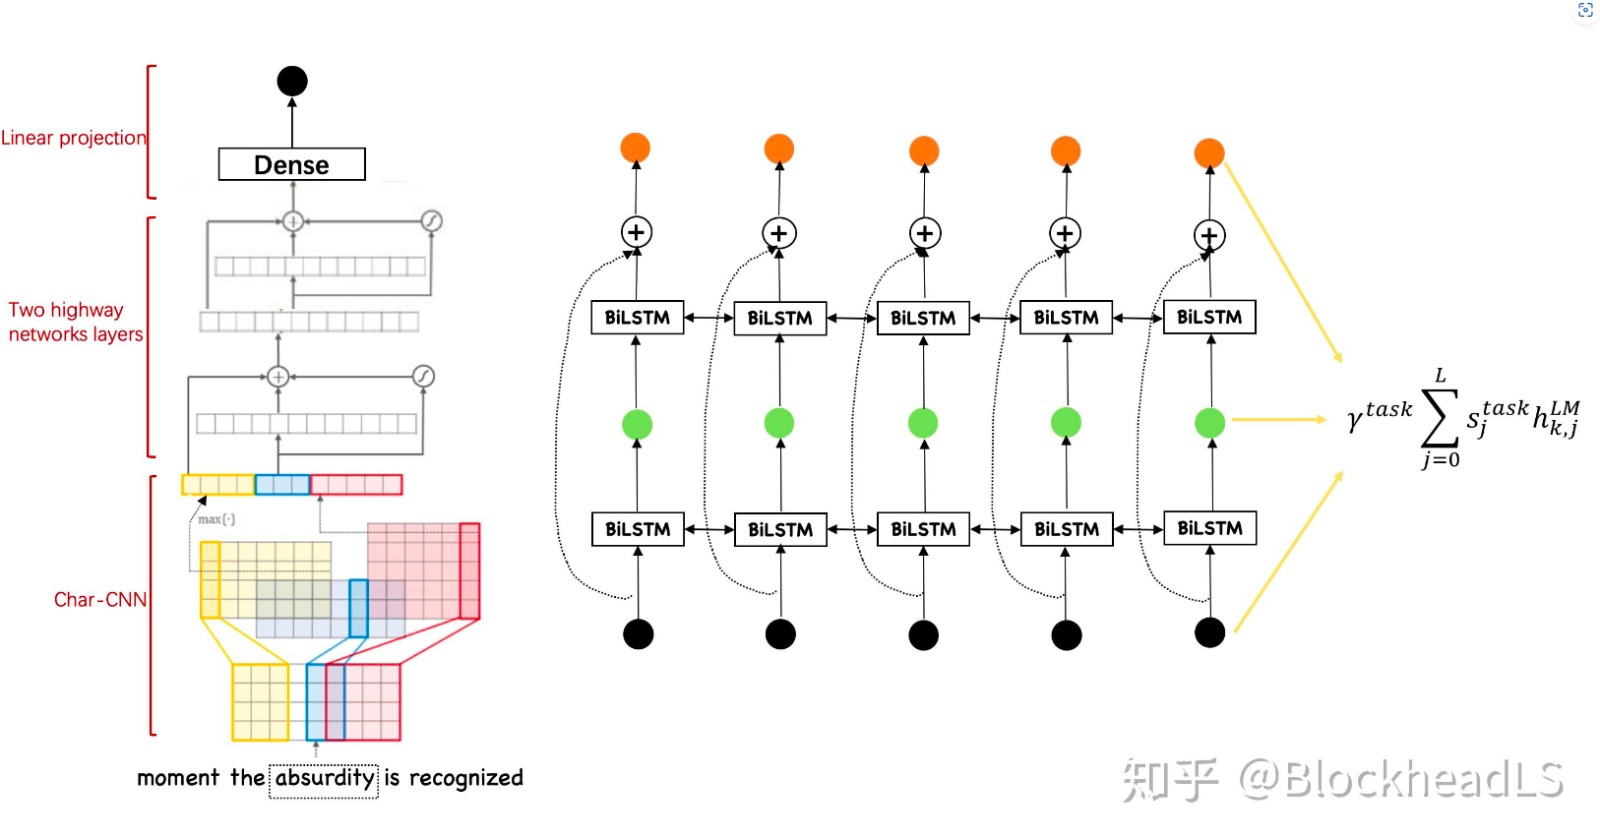 Linear projection
Dense
Two highway
networks layers
max{·}
Char-CNN
moment the absurdity is recognized
BiLSTM BiLSTM BiLSTM BiLSTM BiLSTM
BiLSTM BiLSTM BiLSTM BiLSTM BiLSTM
γ^{task} \sum_{j=0}^{L} s_j^{task} h_{k,j}^{LM}
知乎 @BlockheadLS